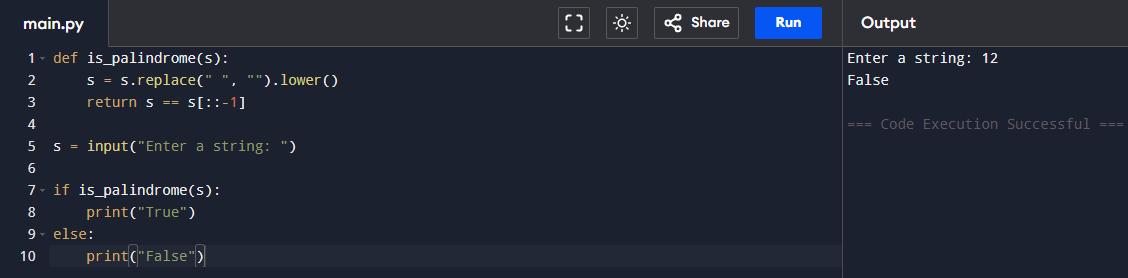 main.py Share Run Output
1 def is_palindrome(s):
2     s = s.replace(" ", "").lower()
3     return s == s[::-1]
4
5 s = input("Enter a string: ")
6
7 if is_palindrome(s):
8     print("True")
9 else:
10     print("False")
Enter a string: 12
False
=== Code Execution Successful ===